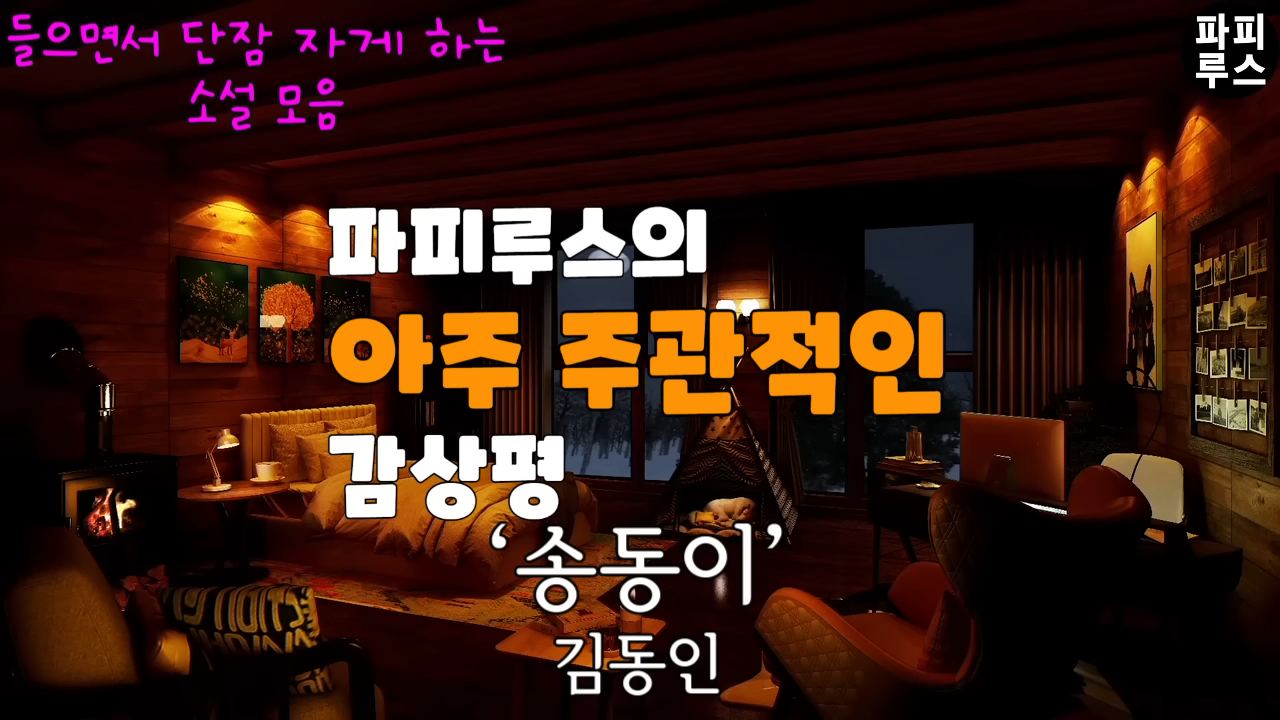 들으면서 단잠 자게 하는
소설 모음
파피
루스
파피루스의
아주 주관적인
감상평
‘송동이’
김동인